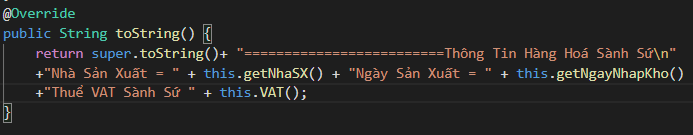 @Override
public String toString() {
return super.toString()+ "=========================Thông Tin Hàng Hoá Sành Sứ\n"
+"Nhà Sản Xuất = " + this.getNhaSX() + "Ngày Sản Xuất = " + this.getNgayNhapKho()
+"Thuể VAT Sành Sứ " + this.VAT();
}